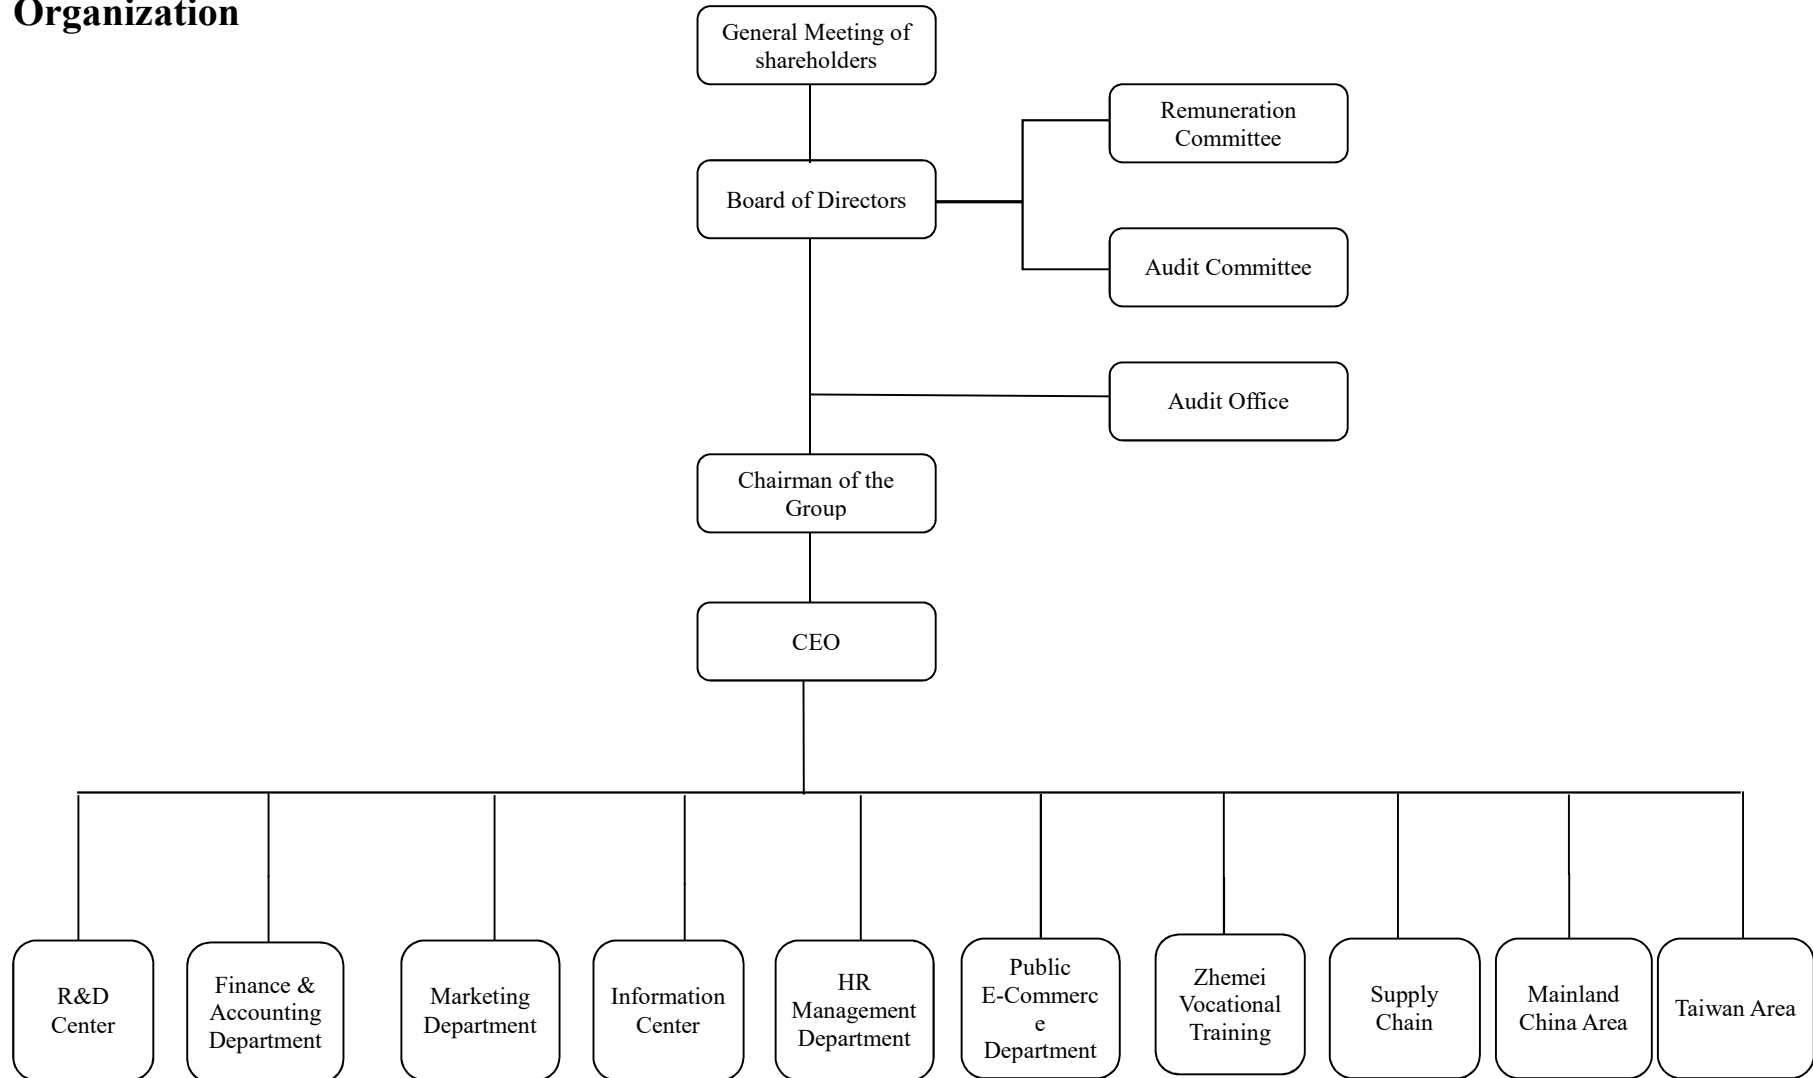 Organization
General Meeting of
shareholders
Remuneration
Committee
Board of Directors
Audit Committee
Audit Office
Chairman of the
Group
CEO
R&D
Center
Finance &
Accounting
Department
Marketing
Department
Information
Center
HR
Management
Department
Public
E-Commerc
e
Department
Zhemei
Vocational
Training
Supply
Chain
Mainland
China Area
Taiwan Area